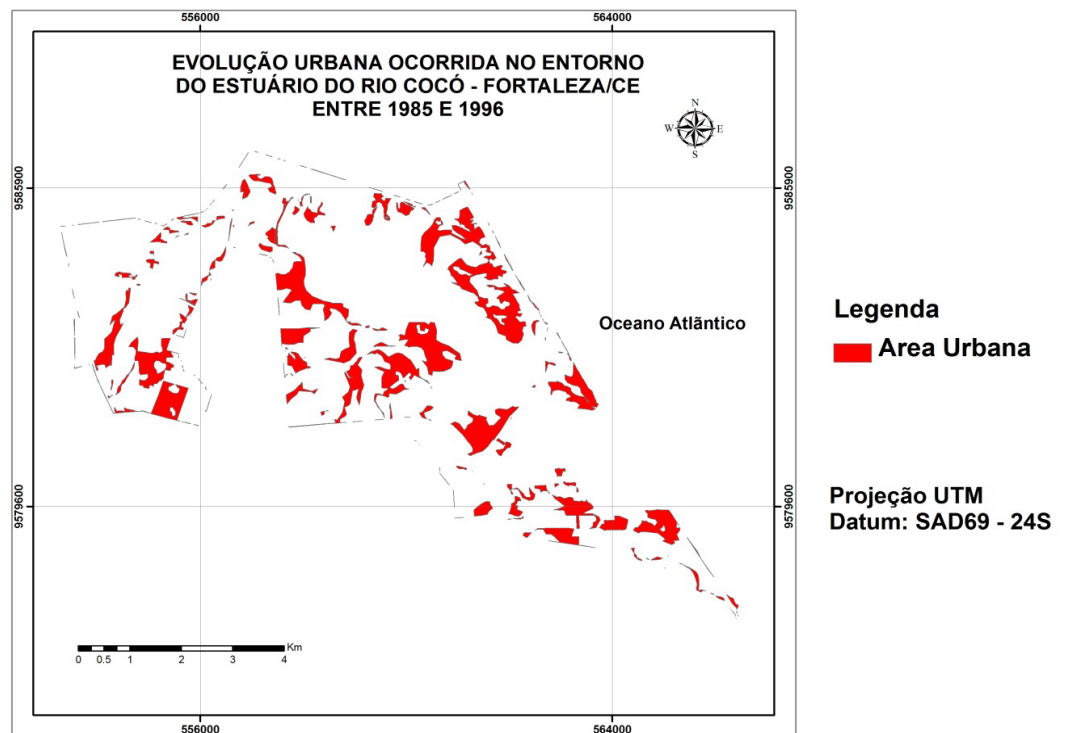 556000
564000
EVOLUÇÃO URBANA OCORRIDA NO ENTORNO
DO ESTUÁRIO DO RIO COCÓ - FORTALEZA/CE
ENTRE 1985 E 1996
N
W E
S
9585900
9585900
Oceano Atlãntico
Legenda
Area Urbana
9579600
9579600
Projeção UTM
Datum: SAD69 - 24S
Km
0 0.5 1 2 3 4
556000
564000